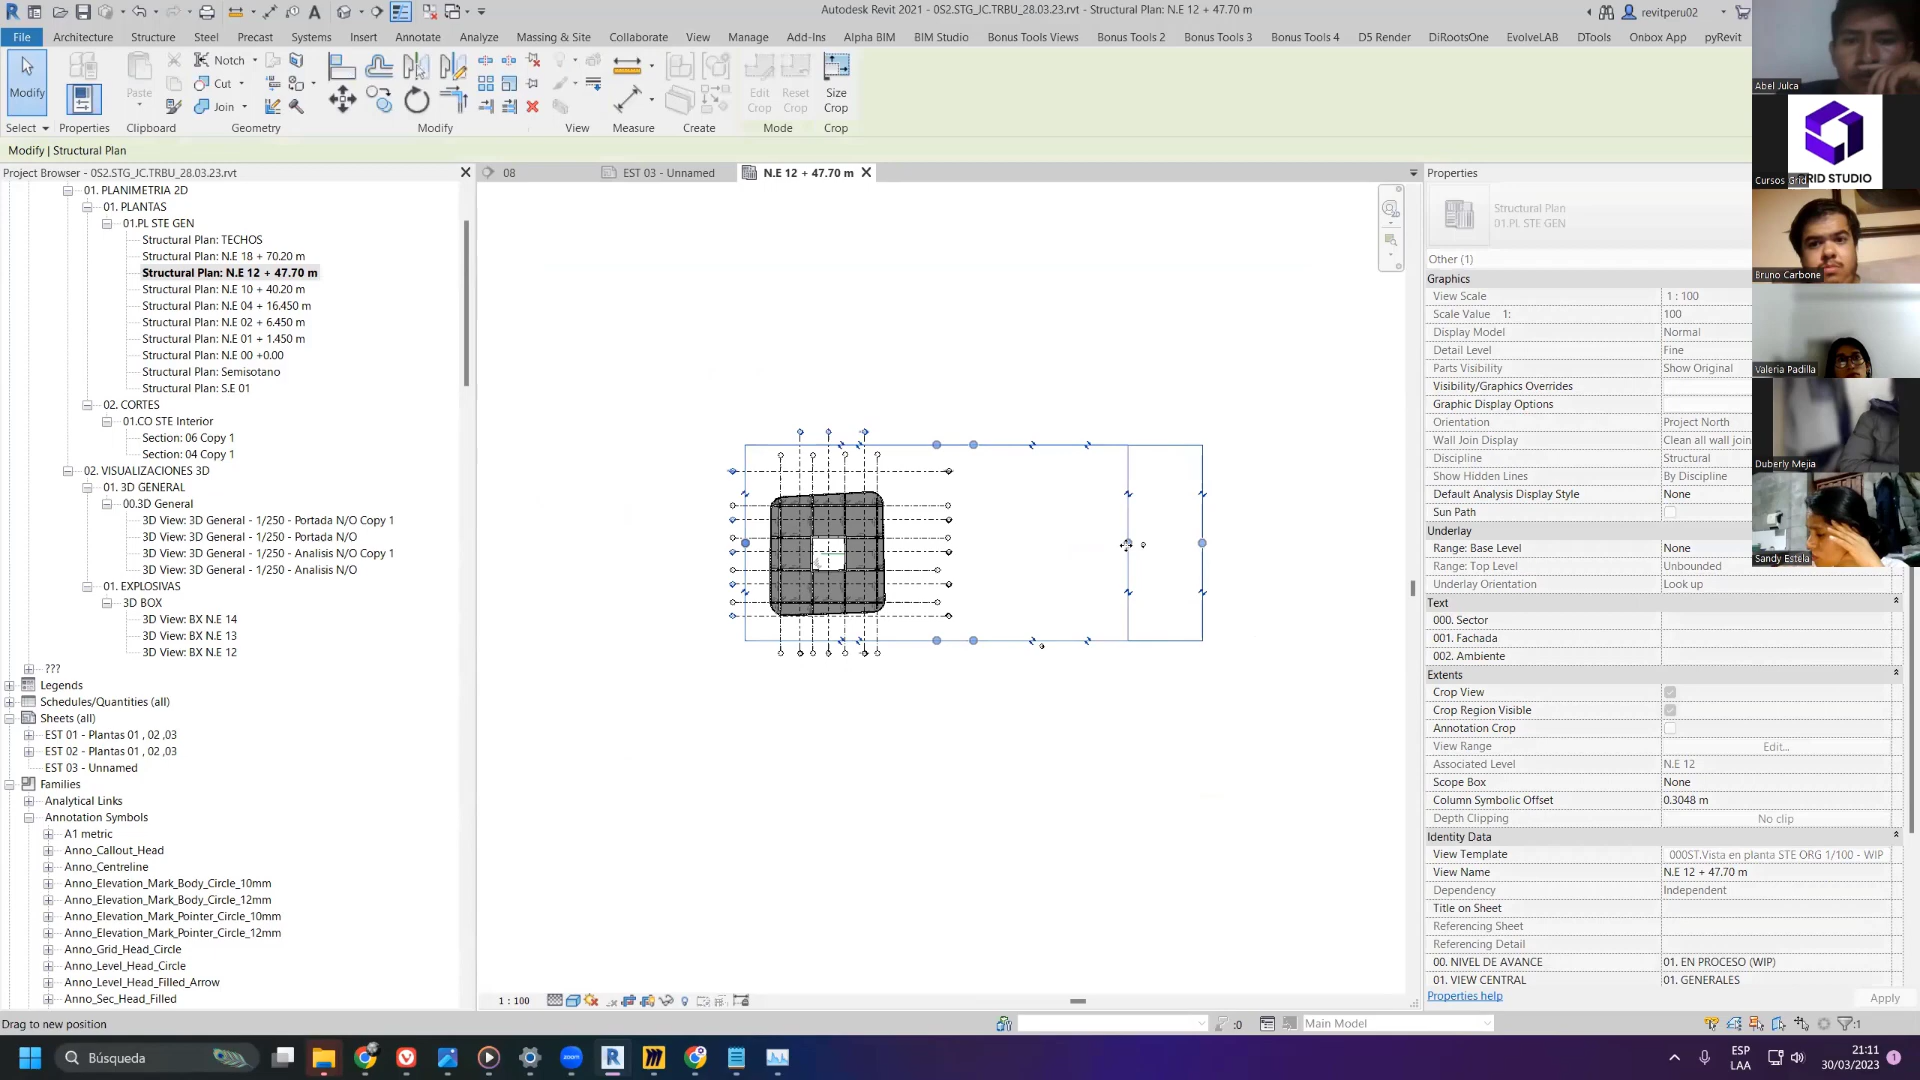 Autodesk Revit 2021 - 0S2.STG_JC.TRBU_28.03.23.rvt - Structural Plan: N.E 12 + 47.70 m
revitperu02
File Architecture Structure Steel Precast Systems Insert Annotate Analyze Massing & Site Collaborate View Manage Add-Ins Alpha BIM BIM Studio Bonus Tools Views Bonus Tools 2 Bonus Tools 3 Bonus Tools 4 D5 Render DiRootsOne EvolveLAB DTools Onbox App pyRevit
Modify Paste Notch Cut Join Edit Crop Reset Crop Size Crop
Select Properties Clipboard Geometry Modify View Measure Create Mode Crop
Modify | Structural Plan
Project Browser - 0S2.STG_JC.TRBU_28.03.23.rvt
01. PLANIMETRIA 2D
01. PLANTAS
01.PL STE GEN
Structural Plan: TECHOS
Structural Plan: N.E 18 + 70.20 m
Structural Plan: N.E 12 + 47.70 m
Structural Plan: N.E 10 + 40.20 m
Structural Plan: N.E 04 + 16.450 m
Structural Plan: N.E 02 + 6.450 m
Structural Plan: N.E 01 + 1.450 m
Structural Plan: N.E 00 +0.00
Structural Plan: Semisotano
Structural Plan: S.E 01
02. CORTES
01.CO STE Interior
Section: 06 Copy 1
Section: 04 Copy 1
02. VISUALIZACIONES 3D
01. 3D GENERAL
00.3D General
3D View: 3D General - 1/250 - Portada N/O Copy 1
3D View: 3D General - 1/250 - Portada N/O
3D View: 3D General - 1/250 - Analisis N/O Copy 1
3D View: 3D General - 1/250 - Analisis N/O
01. EXPLOSIVAS
3D BOX
3D View: BX N.E 14
3D View: BX N.E 13
3D View: BX N.E 12
???
Legends
Schedules/Quantities (all)
Sheets (all)
EST 01 - Plantas 01 , 02 ,03
EST 02 - Plantas 01 , 02 ,03
EST 03 - Unnamed
Families
Analytical Links
Annotation Symbols
A1 metric
Anno_Callout_Head
Anno_Centreline
Anno_Elevation_Mark_Body_Circle_10mm
Anno_Elevation_Mark_Body_Circle_12mm
Anno_Elevation_Mark_Pointer_Circle_10mm
Anno_Elevation_Mark_Pointer_Circle_12mm
Anno_Grid_Head_Circle
Anno_Level_Head_Circle
Anno_Level_Head_Filled_Arrow
Anno_Sec_Head_Filled
08 EST 03 - Unnamed N.E 12 + 47.70 m
1 : 100
Properties
Structural Plan
01.PL STE GEN
Other (1)
Graphics
View Scale 1 : 100
Scale Value 1: 100
Display Model Normal
Detail Level Fine
Parts Visibility Show Original
Visibility/Graphics Overrides
Graphic Display Options
Orientation Project North
Wall Join Display Clean all wall join
Discipline Structural
Show Hidden Lines By Discipline
Default Analysis Display Style None
Sun Path
Underlay
Range: Base Level None
Range: Top Level Unbounded
Underlay Orientation Look up
Text
000. Sector
001. Fachada
002. Ambiente
Extents
Crop View
Crop Region Visible
Annotation Crop
View Range Edit...
Associated Level N.E 12
Scope Box None
Column Symbolic Offset 0.3048 m
Depth Clipping No clip
Identity Data
View Template 000ST.Vista en planta STE ORG 1/100 - WIP
View Name N.E 12 + 47.70 m
Dependency Independent
Title on Sheet
Referencing Sheet
Referencing Detail
00. NIVEL DE AVANCE 01. EN PROCESO (WIP)
01. VIEW CENTRAL 01. GENERALES
Properties help Apply
Abel Julca
Cursos Grid RID STUDIO
Bruno Carbone
Valeria Padilla
Duberly Mejia
Sandy Estela
Drag to new position
:0 Main Model :1
Búsqueda
ESP
LAA
21:11
30/03/2023
1